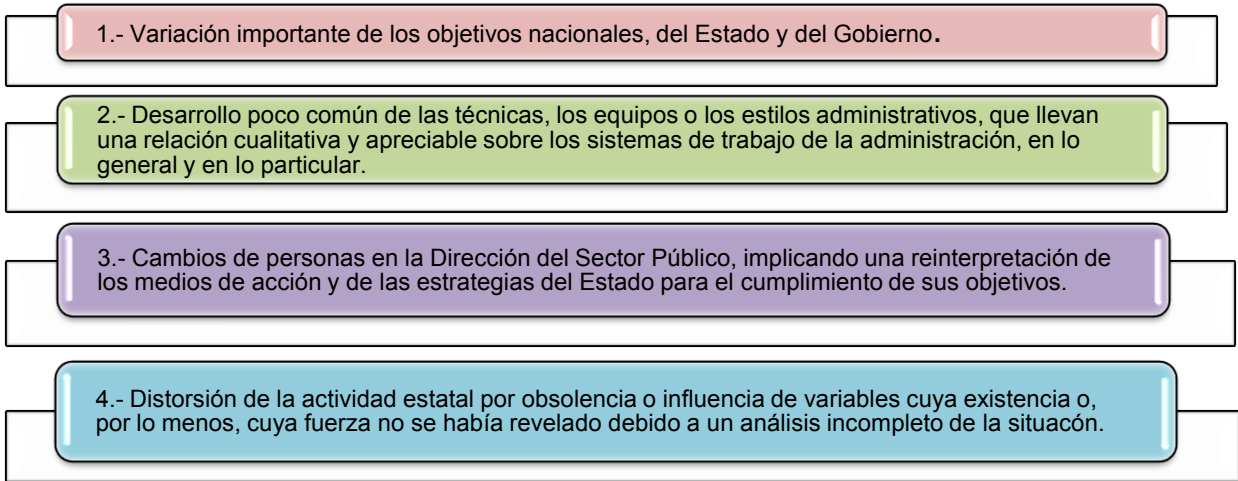 1.- Variación importante de los objetivos nacionales, del Estado y del Gobierno.
2.- Desarrollo poco común de las técnicas, los equipos o los estilos administrativos, que llevan
una relación cualitativa y apreciable sobre los sistemas de trabajo de la administración, en lo
general y en lo particular.
3.- Cambios de personas en la Dirección del Sector Público, implicando una reinterpretación de
los medios de acción y de las estrategias del Estado para el cumplimiento de sus objetivos.
4.- Distorsión de la actividad estatal por obsolencia o influencia de variables cuya existencia o,
por lo menos, cuya fuerza no se había revelado debido a un análisis incompleto de la situacón.